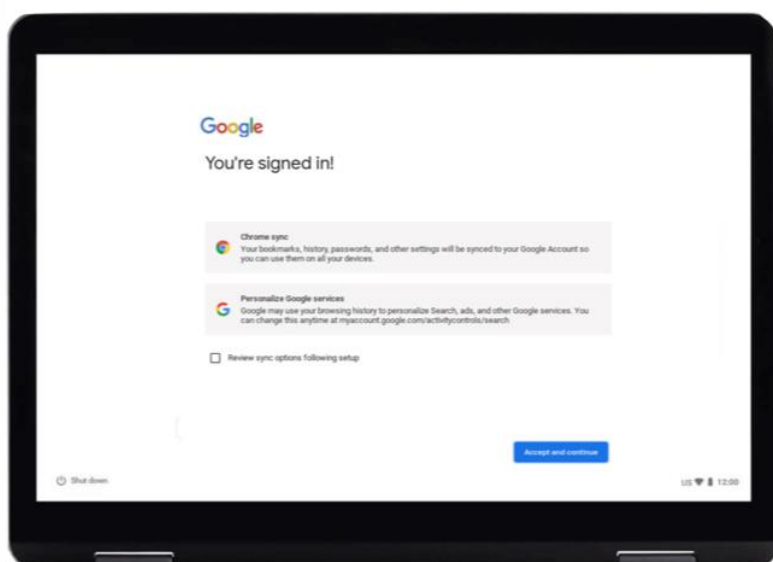 Google
You're signed in!
Chrome sync
Your bookmarks, history, passwords, and other settings will be synced to your Google Account so
you can use them on all your devices.
Personalize Google services
Google may use your browsing history to personalize Search, ads, and other Google services. You
can change this anytime at myaccount.google.com/activitycontrols/search
Review sync options following setup
Accept and continue
Shut down
US 12:00